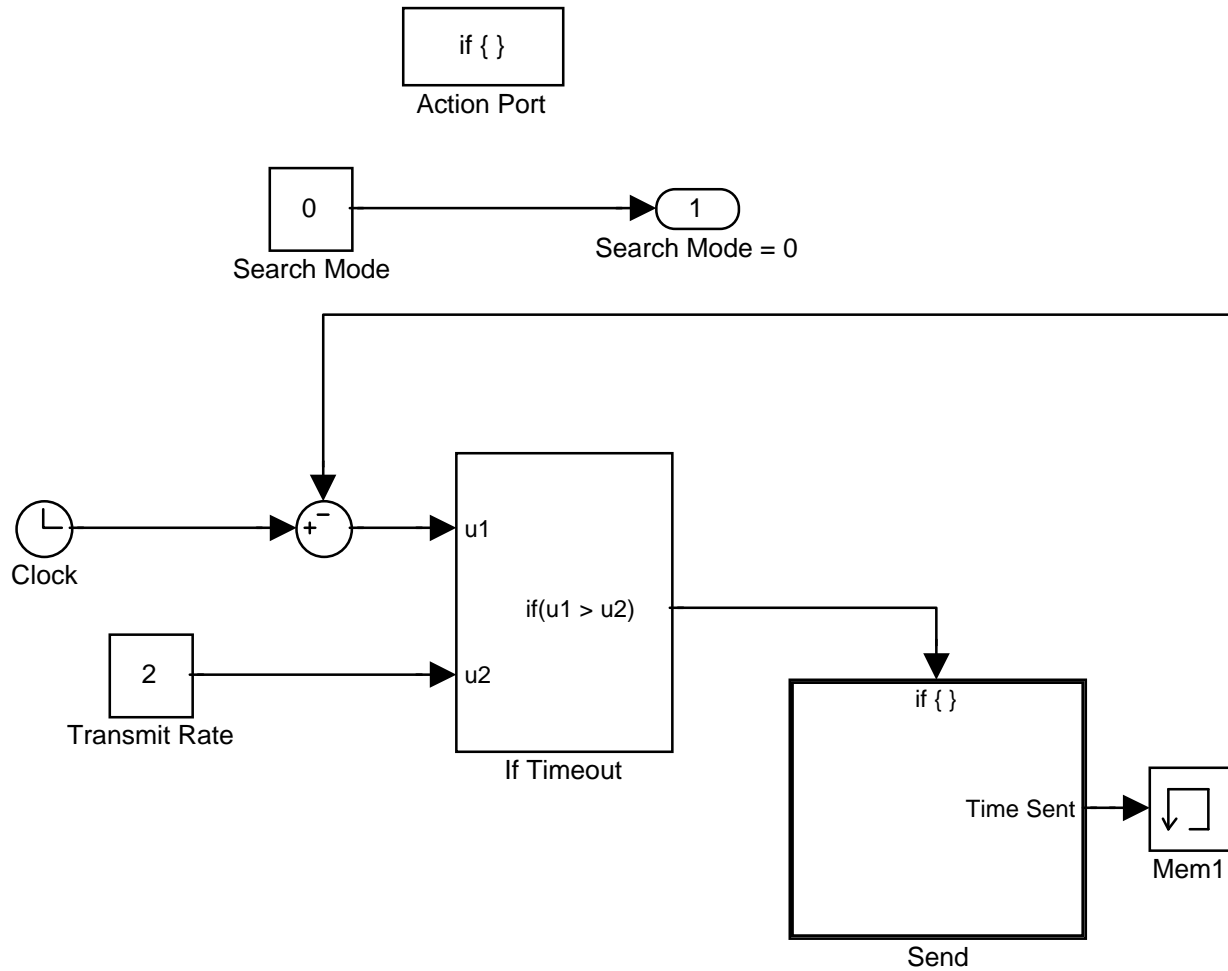 if { }
Action Port
0
1
Search Mode
Search Mode = 0
Clock
+
−
u1
if(u1 > u2)
u2
2
Transmit Rate
If Timeout
if { }
Time Sent
Mem1
Send